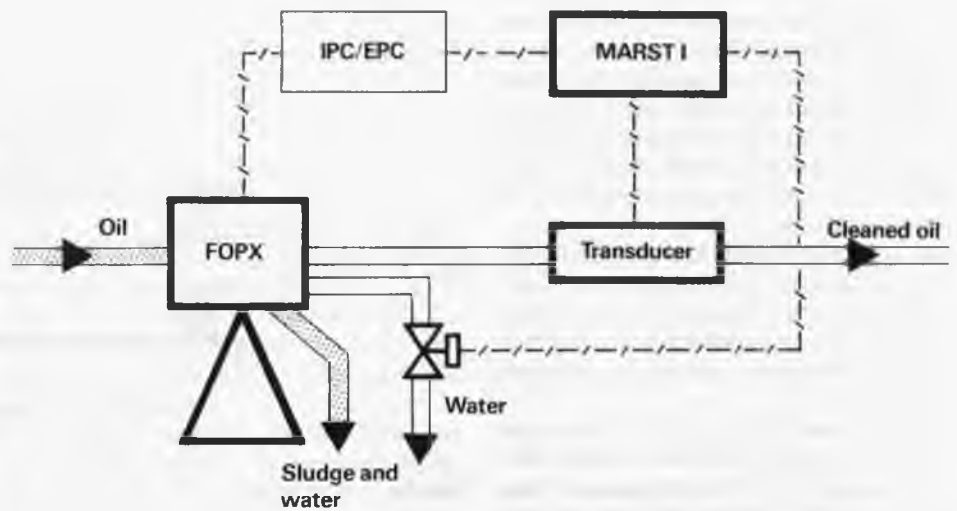 IPC/EPC
MARST I
Oil
FOPX
Transducer
Cleaned oil
Water
Sludge and
water